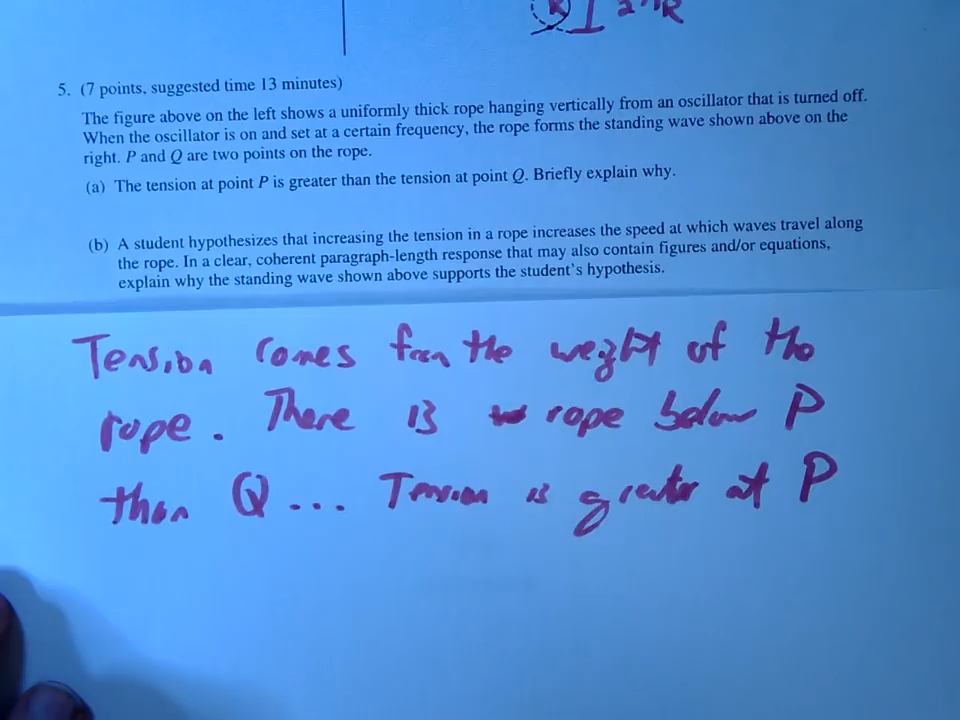 5. (7 points, suggested time 13 minutes)
The figure above on the left shows a uniformly thick rope hanging vertically from an oscillator that is turned off.
When the oscillator is on and set at a certain frequency, the rope forms the standing wave shown above on the
right. P and Q are two points on the rope.
(a) The tension at point P is greater than the tension at point Q. Briefly explain why.
(b) A student hypothesizes that increasing the tension in a rope increases the speed at which waves travel along
the rope. In a clear, coherent paragraph-length response that may also contain figures and/or equations,
explain why the standing wave shown above supports the student's hypothesis.
Tension comes from the weight of the
rope. There is rope below P
than Q... Tension is greater at P